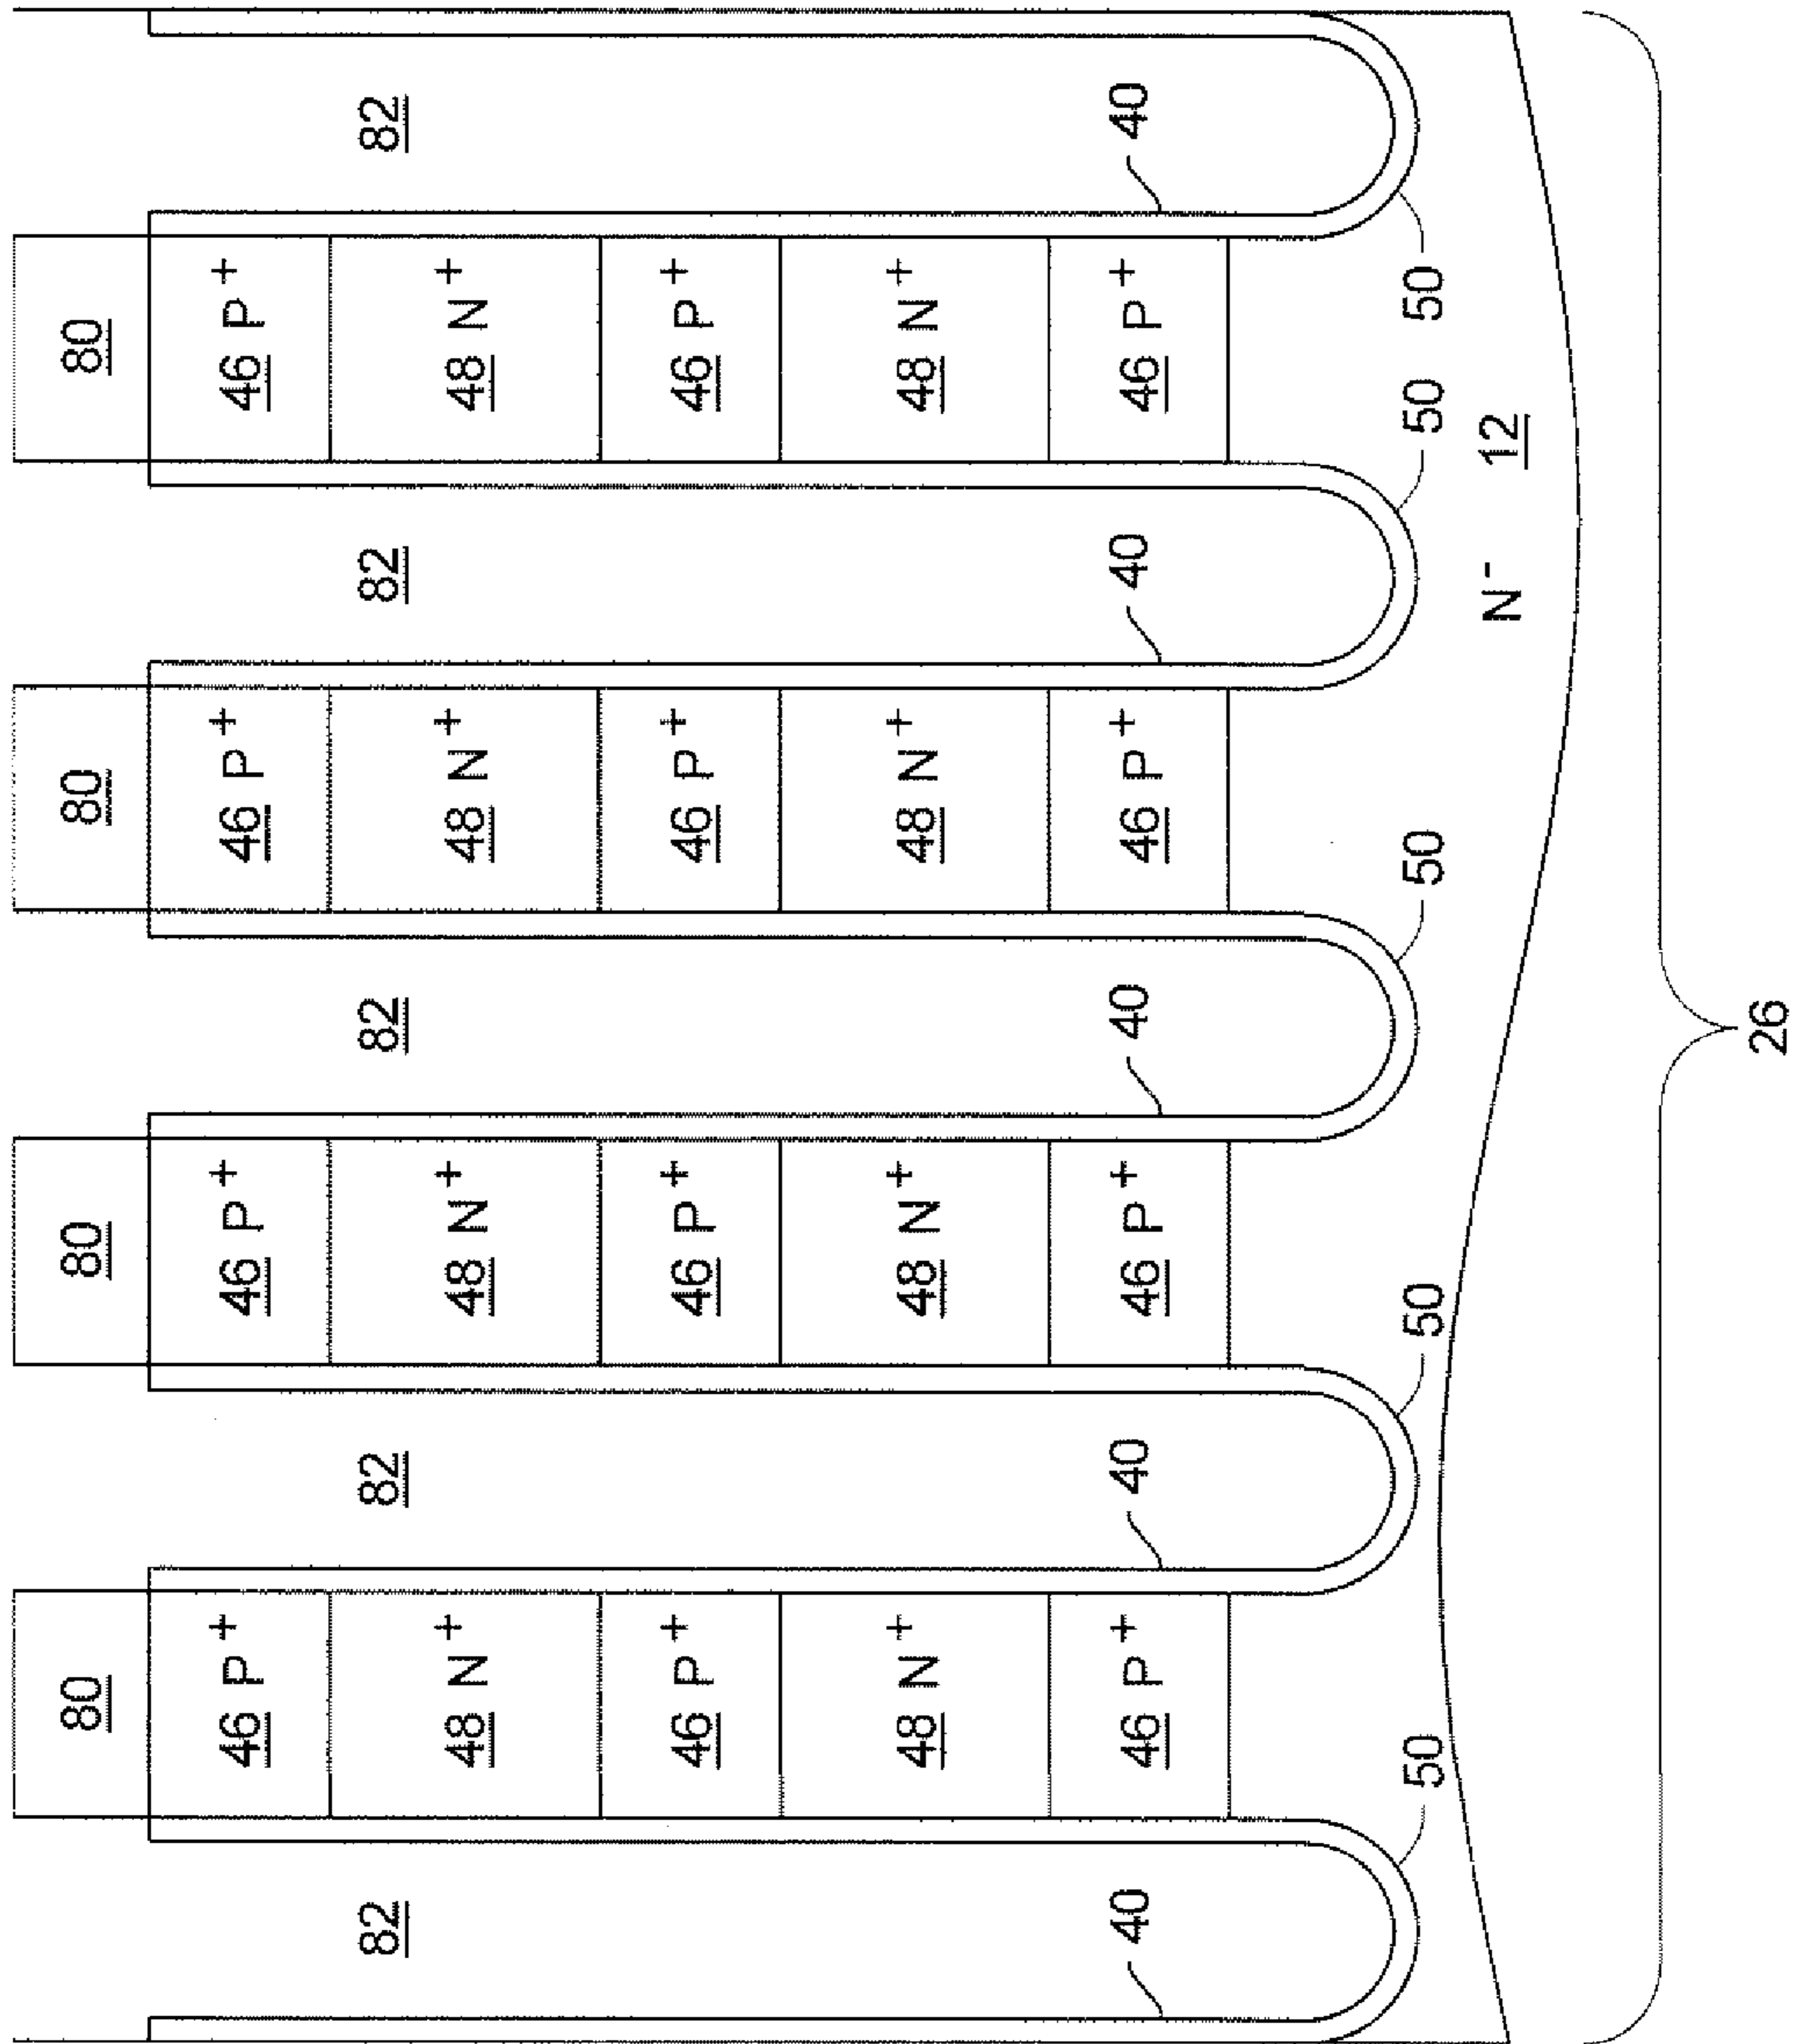 80 80 80 80
46 P+ 46 P+ 46 P+ 46 P+
82 82 82 82 82
48 N+ 48 N+ 48 N+ 48 N+
46 P+ 46 P+ 46 P+ 46 P+
48 N+ 48 N+ 48 N+ 48 N+
40 46 P+ 40 46 P+ 40 46 P+ 40 46 P+ 40
50 50 50 50 50
N- 12
26